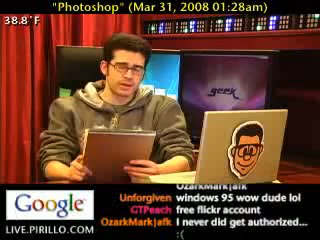 "Photoshop" (Mar 31, 2008 01:28am)
38.8°F
geek
OzarkMark|afk
Unforgiven windows 95 wow dude lol
GTPeach free flickr account
OzarkMark|afk I never did get authorized...
:(
Google
LIVE.PIRILLO.COM